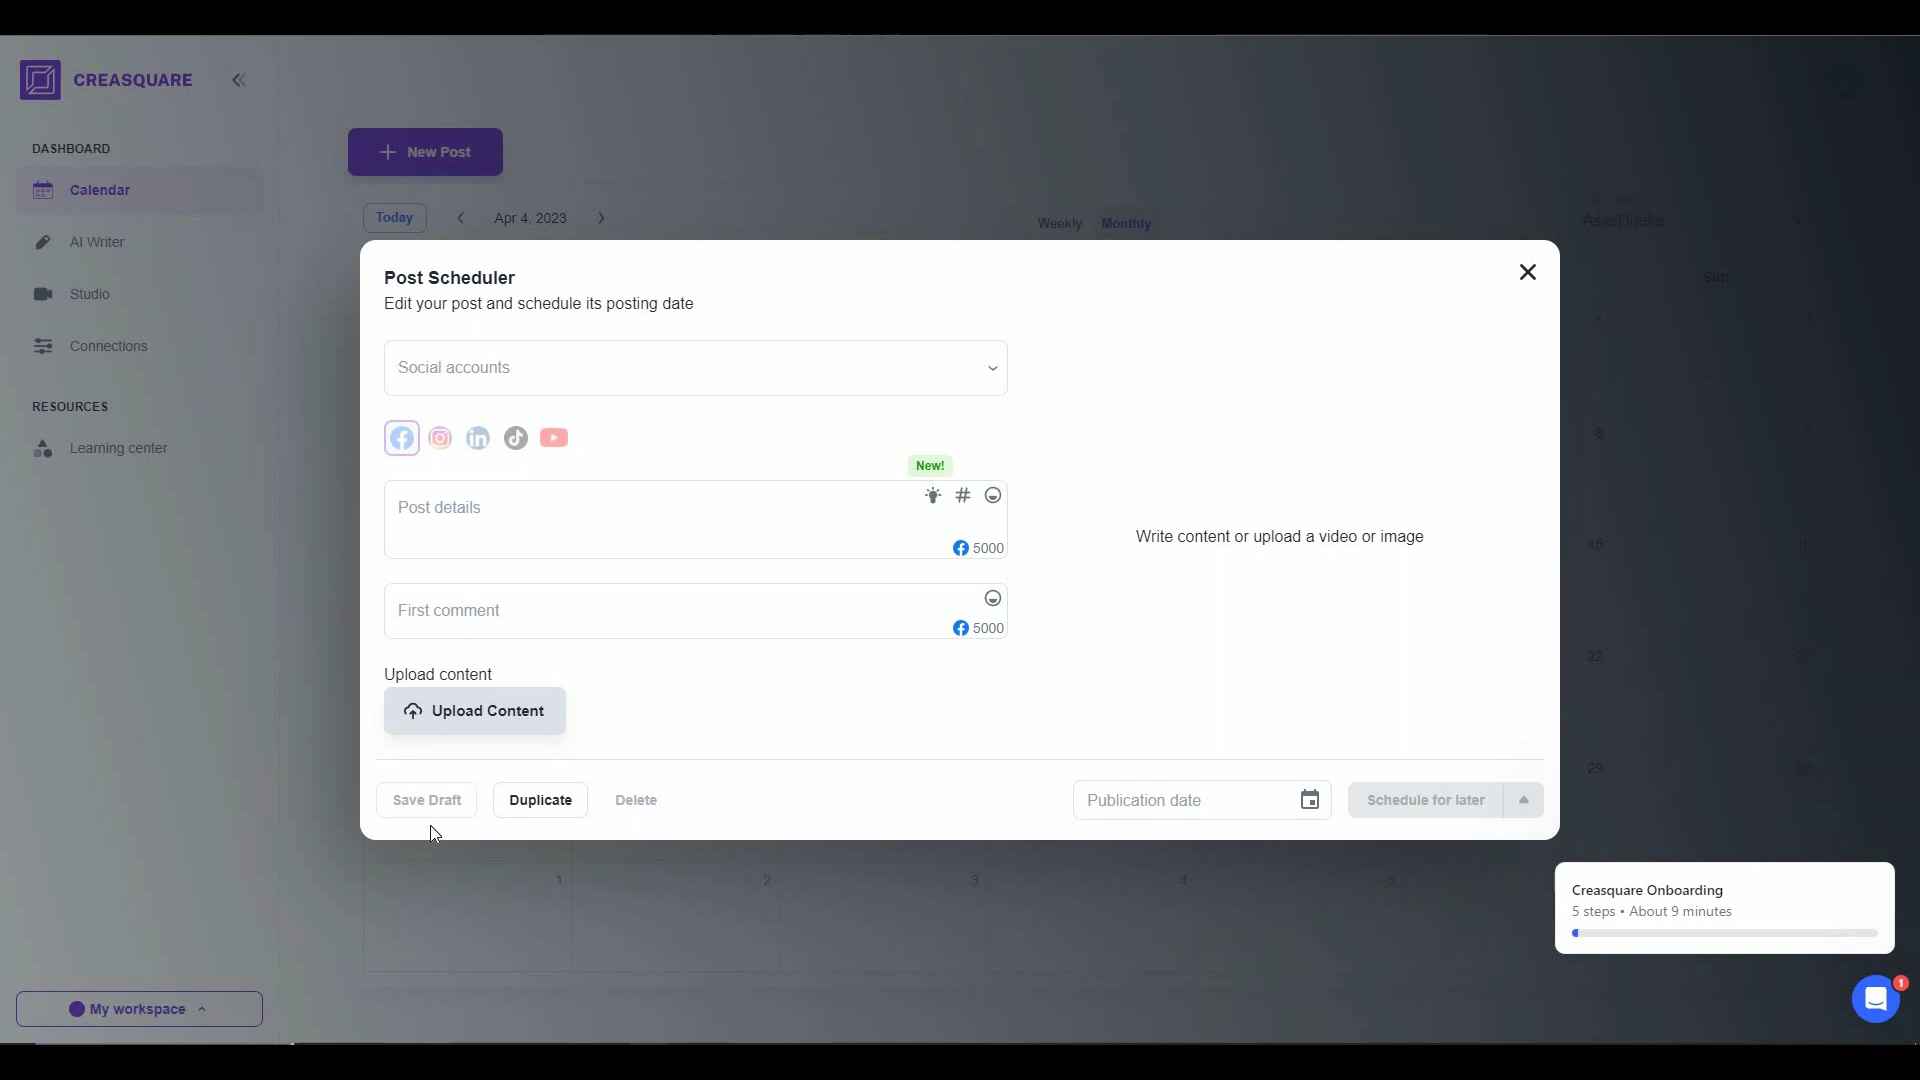 CREASQUARE
DASHBOARD
Calendar
AI Writer
Studio
Connections
RESOURCES
Learning center
My workspace
New Post
Today
Apr 4, 2023
Weekly
Monthly
Asia/Dhaka
Sun
Post Scheduler
Edit your post and schedule its posting date
Social accounts
New!
Post details
5000
First comment
5000
Upload content
Upload Content
Write content or upload a video or image
Save Draft
Duplicate
Delete
Publication date
Schedule for later
8
15
22
29
1
2
3
4
5
Creasquare Onboarding
5 steps • About 9 minutes
1